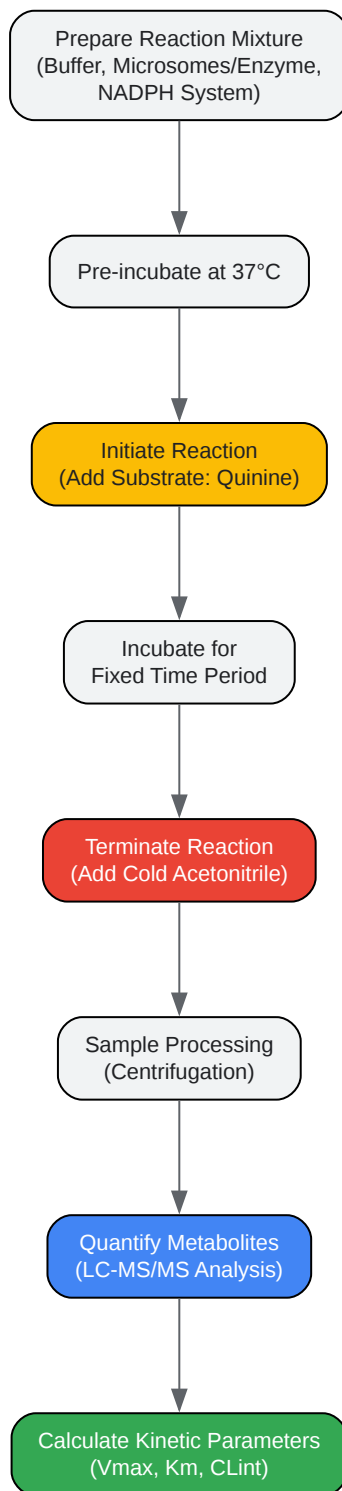 Prepare Reaction Mixture
(Buffer, Microsomes/Enzyme,
NADPH System)
Pre-incubate at 37°C
Initiate Reaction
(Add Substrate: Quinine)
Incubate for
Fixed Time Period
Terminate Reaction
(Add Cold Acetonitrile)
Sample Processing
(Centrifugation)
Quantify Metabolites
(LC-MS/MS Analysis)
Calculate Kinetic Parameters
(Vmax, Km, CLint)